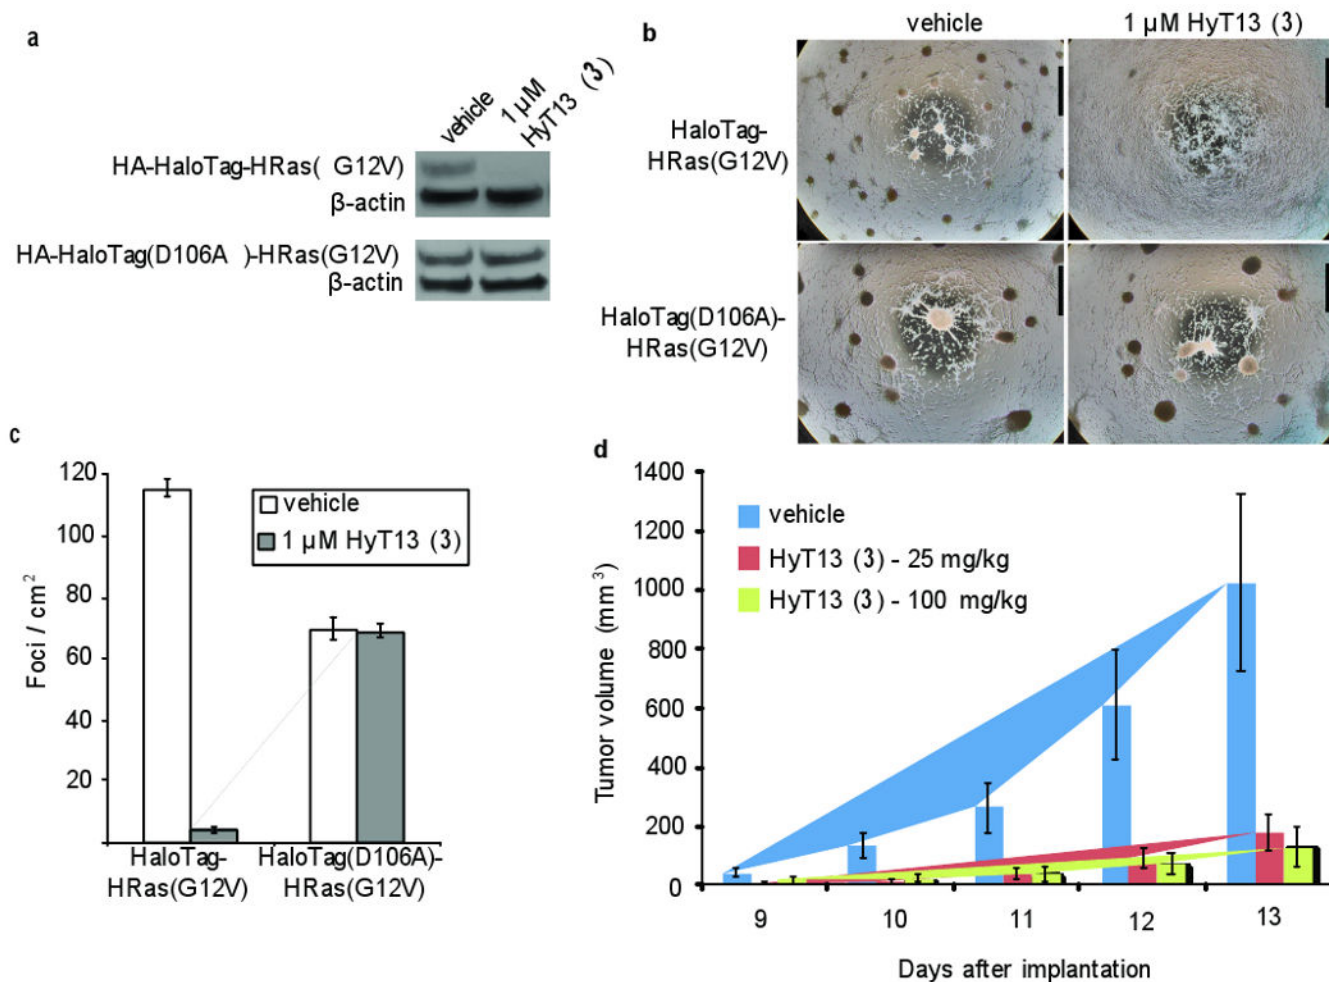 a
vehicle
1 µM
HyT13 (3)
HA-HaloTag-HRas( G12V)
β-actin
HA-HaloTag(D106A )-HRas(G12V)
β-actin
b
vehicle
1 µM HyT13 (3)
HaloTag-
HRas(G12V)
HaloTag(D106A)-
HRas(G12V)
c
120
100
80
60
40
20
Foci / cm²
vehicle
1 µM HyT13 (3)
HaloTag-
HRas(G12V)
HaloTag(D106A)-
HRas(G12V)
d
1400
1200
1000
800
600
400
200
0
Tumor volume (mm³)
vehicle
HyT13 (3) - 25 mg/kg
HyT13 (3) - 100 mg/kg
9
10
11
12
13
Days after implantation